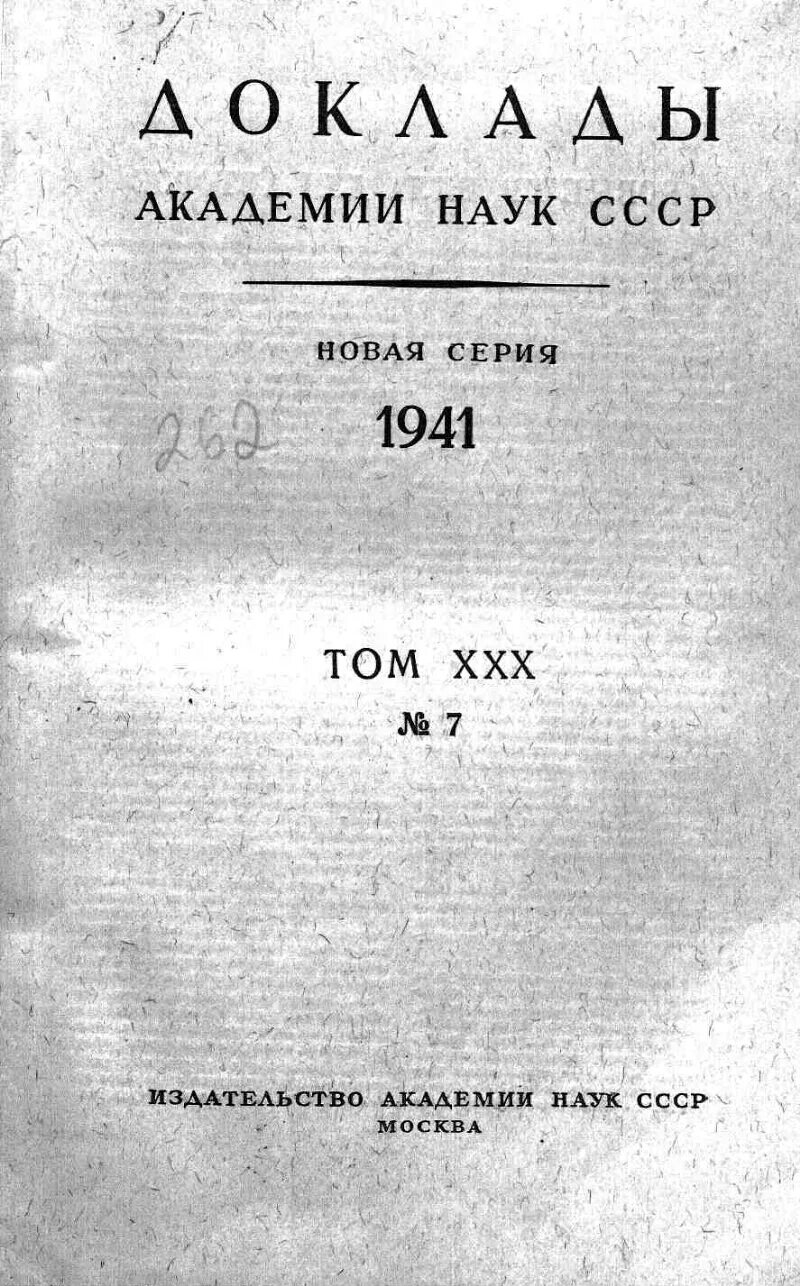 ДОКЛАДЫ
АКАДЕМИИ НАУК СССР
НОВАЯ СЕРИЯ
1941
262
ТОМ XXX
№ 7
ИЗДАТЕЛЬСТВО АКАДЕМИИ НАУК СССР
МОСКВА